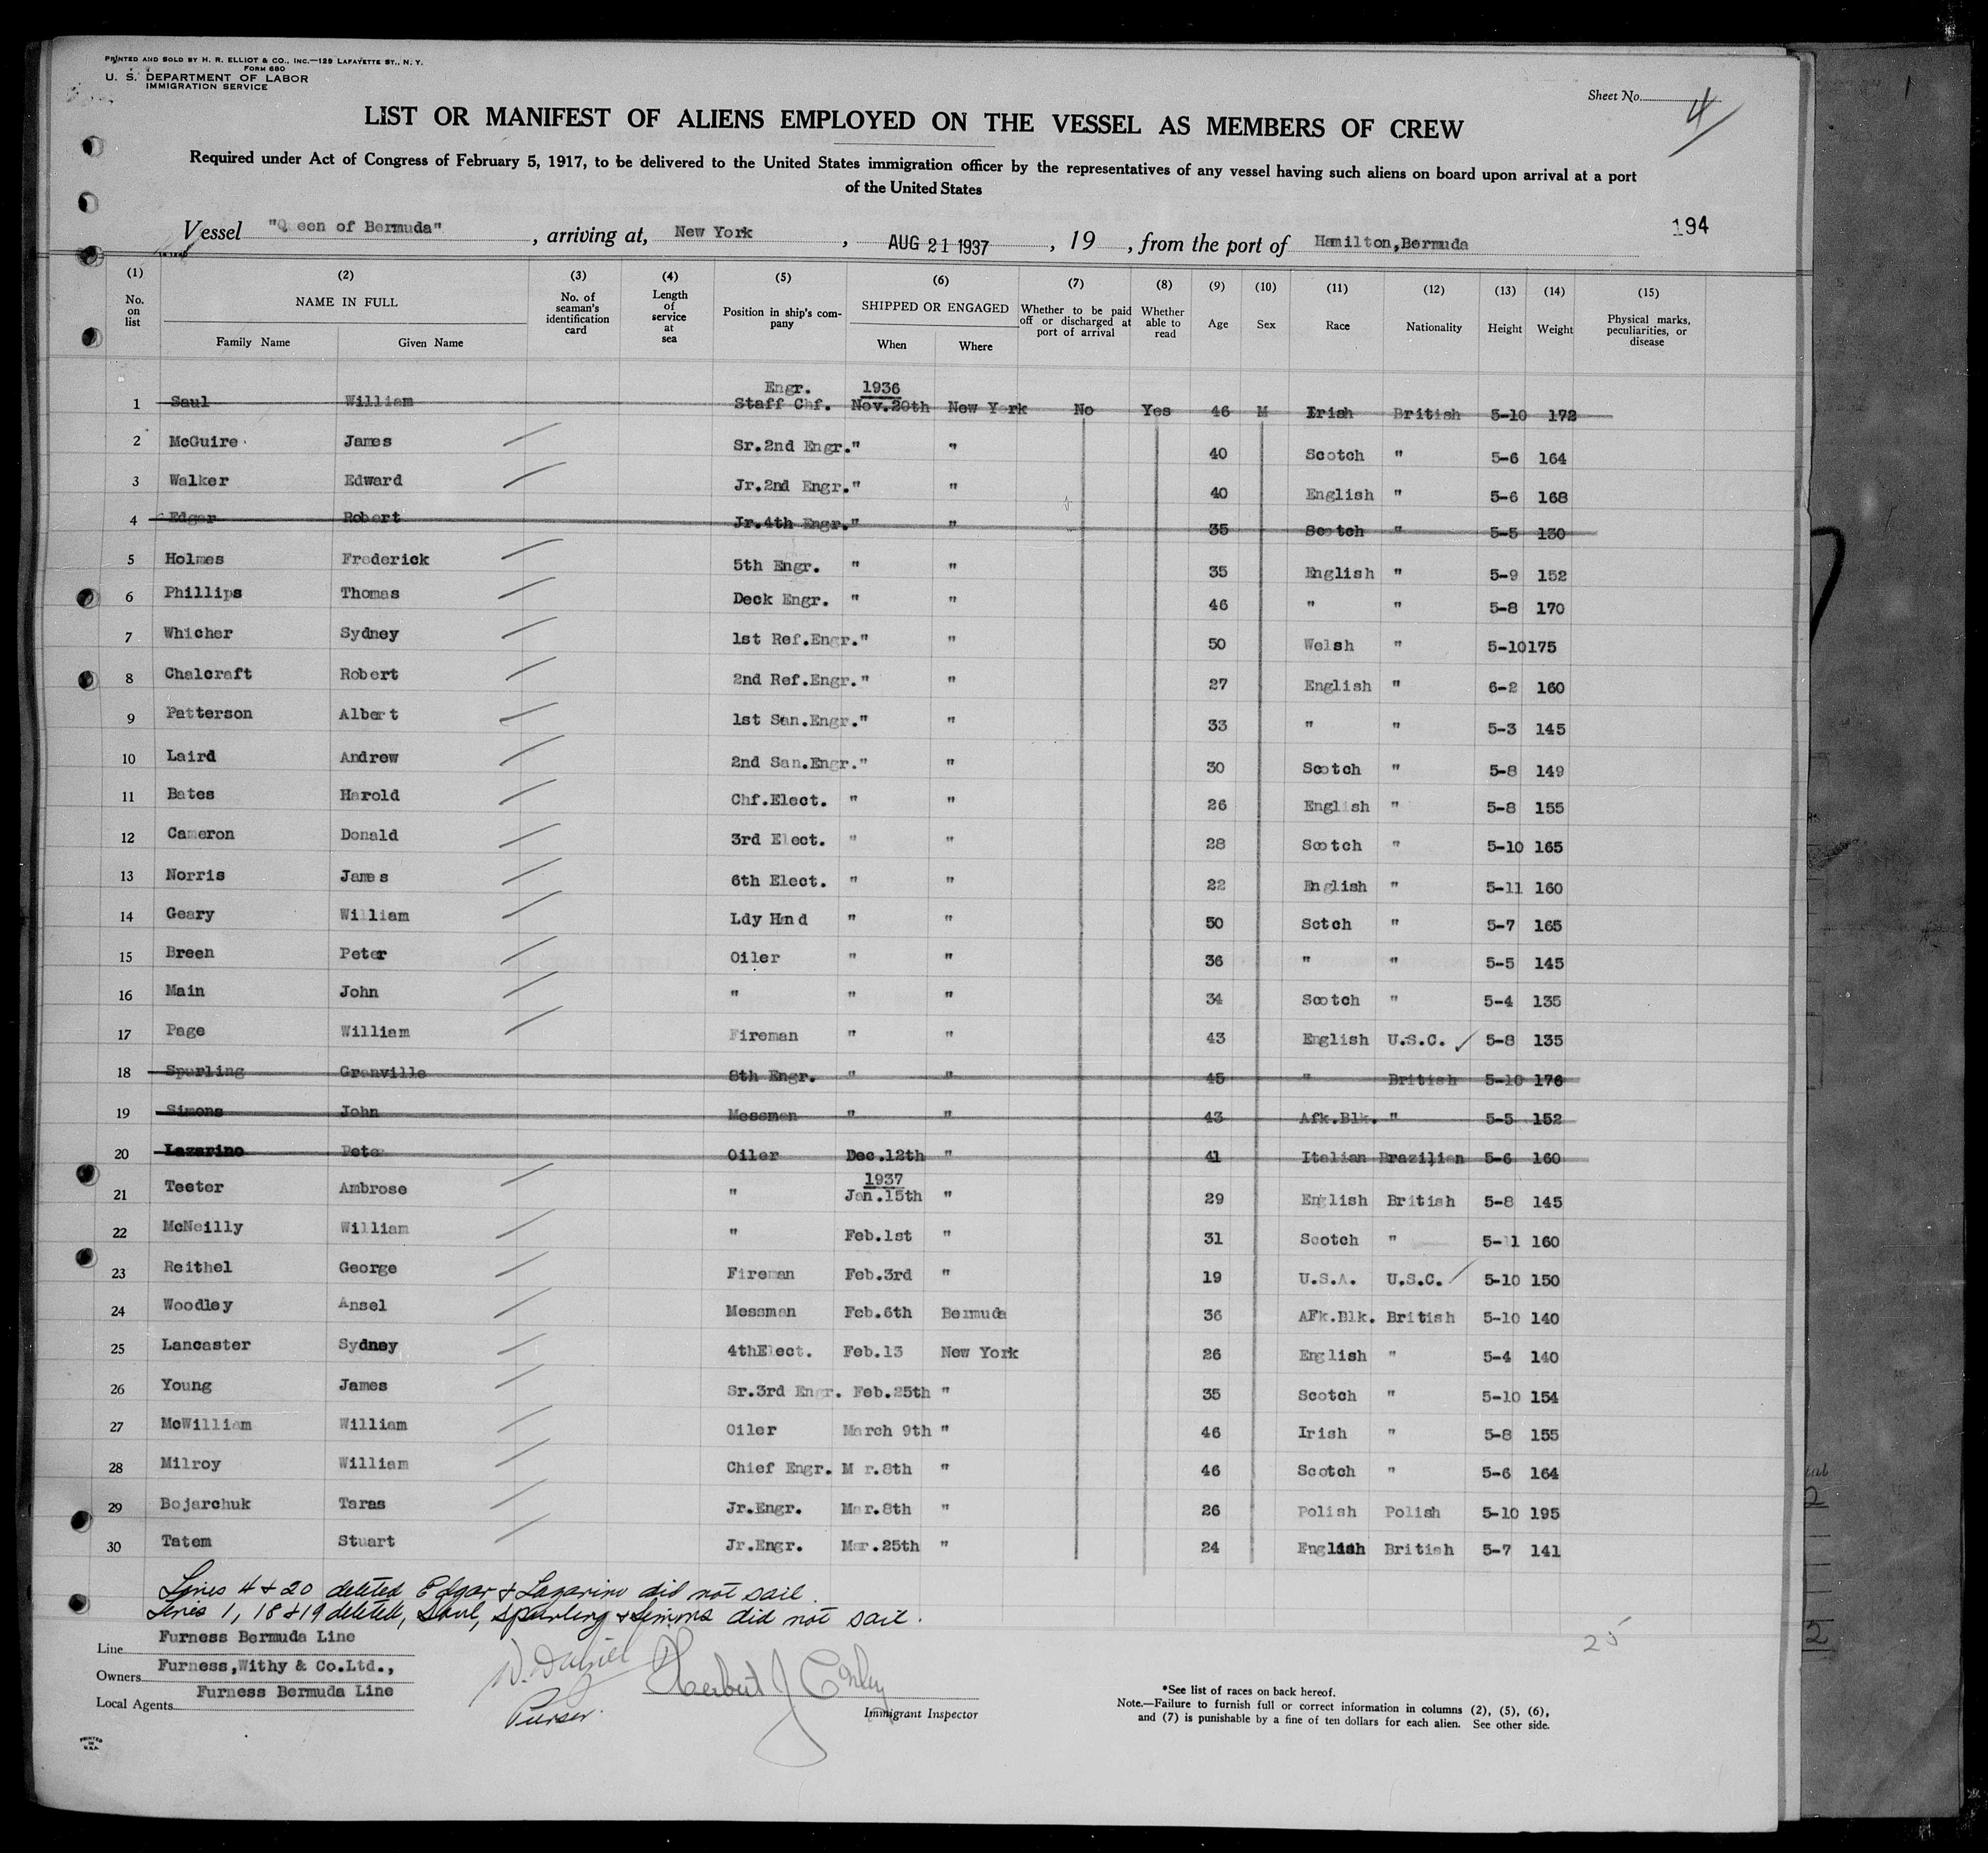 PRINTED AND SOLD BY H. R. ELLIOT & CO., INC.—129 LAFAYETTE ST., N. Y.
FORM 680
U. S. DEPARTMENT OF LABOR
IMMIGRATION SERVICE
Sheet No. 4
LIST OR MANIFEST OF ALIENS EMPLOYED ON THE VESSEL AS MEMBERS OF CREW
Required under Act of Congress of February 5, 1917, to be delivered to the United States immigration officer by the representatives of any vessel having such aliens on board upon arrival at a port
of the United States
194
Vessel "Queen of Bermuda", arriving at, New York, AUG 21 1937, 19 , from the port of Hamilton,Bermuda
(1) (2) (3) (4) (5) (6) (7) (8) (9) (10) (11) (12) (13) (14) (15)
No. on list NAME IN FULL Family Name Given Name No. of seaman's identification card Length of service at sea Position in ship's company SHIPPED OR ENGAGED When Where Whether to be paid off or discharged at port of arrival Whether able to read Age Sex Race Nationality Height Weight Physical marks, peculiarities, or disease
Engr. 1936
1 Saul William Staff Chf. Nov.20th New York No Yes 46 M Irish British 5-10 172
2 McGuire James Sr.2nd Engr." " 40 Scotch " 5-6 164
3 Walker Edward Jr.2nd Engr." " 40 English " 5-6 168
4 Edgar Robert Jr.4th Engr." " 35 Scotch " 5-5 130
5 Holmes Frederick 5th Engr. " " 35 English " 5-9 152
6 Phillips Thomas Deck Engr. " " 46 " " 5-8 170
7 Whicher Sydney 1st Ref.Engr." " 50 Welsh " 5-10 175
8 Chalcraft Robert 2nd Ref.Engr." " 27 English " 6-2 160
9 Patterson Albert 1st San.Engr." " 33 " " 5-3 145
10 Laird Andrew 2nd San.Engr." " 30 Scotch " 5-8 149
11 Bates Harold Chf.Elect. " " 26 English " 5-8 155
12 Cameron Donald 3rd Elect. " " 28 Scotch " 5-10 165
13 Norris James 6th Elect. " " 22 English " 5-11 160
14 Geary William Ldy Hnd " " 50 Sctch " 5-7 165
15 Breen Peter Oiler " " 36 " " 5-5 145
16 Main John " " " 34 Scotch " 5-4 135
17 Page William Fireman " " 43 English U.S.C. ✓ 5-8 135
18 Spurling Granville 8th Engr. " " 45 " British 5-10 176
19 Simons John Messman " " 43 Afk.Blk. " 5-5 152
20 Lazarino Pete Oiler Dec.12th " 41 Italian Brazilian 5-6 160
1937
21 Teeter Ambrose " Jan.15th " 29 English British 5-8 145
22 McNeilly William " Feb.1st " 31 Scotch " 5-11 160
23 Reithel George Fireman Feb.3rd " 19 U.S.A. U.S.C. 5-10 150
24 Woodley Ansel Messman Feb.6th Bermuda 36 AFk.Blk. British 5-10 140
25 Lancaster Sydney 4thElect. Feb.13 New York 26 English " 5-4 140
26 Young James Sr.3rd Engr. Feb.25th " 35 Scotch " 5-10 154
27 McWilliam William Oiler March 9th " 46 Irish " 5-8 155
28 Milroy William Chief Engr. M r.8th " 46 Scotch " 5-6 164
29 Bojarchuk Taras Jr.Engr. Mar.8th " 26 Polish Polish 5-10 195
30 Tatem Stuart Jr.Engr. Mar.25th " 24 English British 5-7 141
Lines 4 & 20 deleted Edgar & Lazarino did not sail.
Lines 1, 18 & 19 deleted, Saul, Spurling & Simons did not sail.
25
Line Furness Bermuda Line
Owners Furness,Withy & Co.Ltd.,
Local Agents Furness Bermuda Line
Purser.
Herbert J
Immigrant Inspector
*See list of races on back hereof.
Note.—Failure to furnish full or correct information in columns (2), (5), (6),
and (7) is punishable by a fine of ten dollars for each alien. See other side.
PRINTED IN U.S.A.